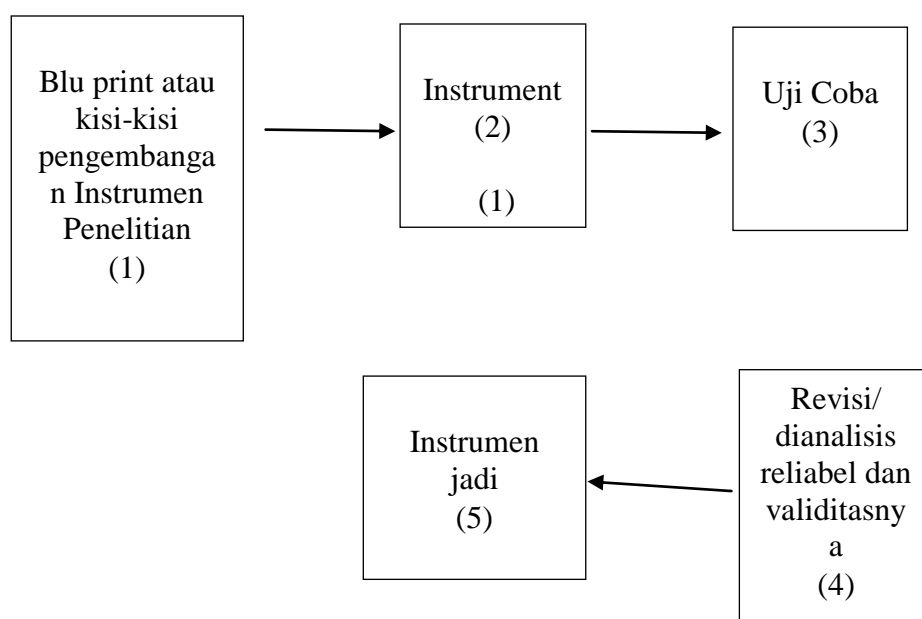 Blu print atau
kisi-kisi
pengembanga
n Instrumen
Penelitian
(1)
Instrument
(2)
(1)
Uji Coba
(3)
Revisi/
dianalisis
reliabel dan
validitasny
a
(4)
Instrumen
jadi
(5)